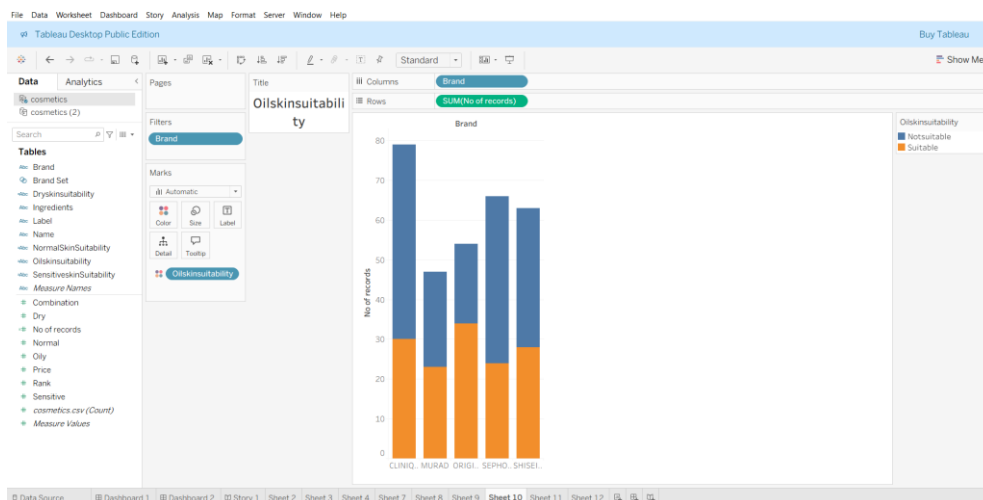 File Data Worksheet Dashboard Story Analysis Map Format Server Window Help
Tableau Desktop Public Edition
Buy Tableau
Standard
Show Me
Data
Analytics
cosmetics
cosmetics (2)
Search
Tables
Brand
Brand Set
Dryskinsuitability
Ingredients
Label
Name
NormalSkinSuitability
Oilskinsuitability
SensitiveskinSuitability
Measure Names
Combination
Dry
No of records
Normal
Oily
Price
Rank
Sensitive
cosmetics.csv (Count)
Measure Values
Pages
Filters
Brand
Marks
Automatic
Color Size Label
Detail Tooltip
Oilskinsuitability
Title
Oilskinsuitabili
ty
Columns
Brand
Rows
SUM(No of records)
Brand
80
70
60
50
40
30
20
10
0
No of records
CLINIQ.. MURAD ORIGI.. SEPHO.. SHISEI..
Oilskinsuitability
Notsuitable
Suitable
Data Source Dashboard 1 Dashboard 2 Story 1 Sheet 2 Sheet 3 Sheet 4 Sheet 7 Sheet 8 Sheet 9 Sheet 10 Sheet 11 Sheet 12